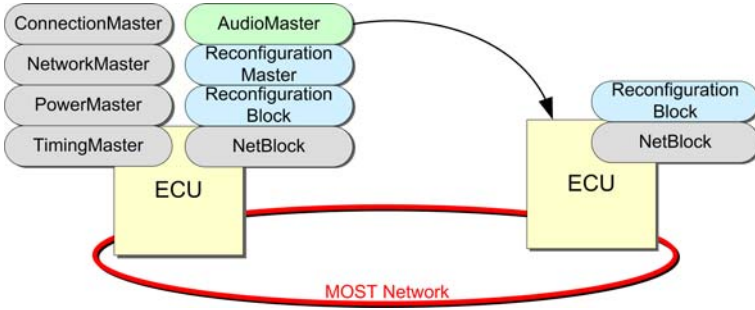 ConnectionMaster
NetworkMaster
PowerMaster
TimingMaster
AudioMaster
Reconfiguration
Master
Reconfiguration
Block
NetBlock
ECU
Reconfiguration
Block
NetBlock
ECU
MOST Network